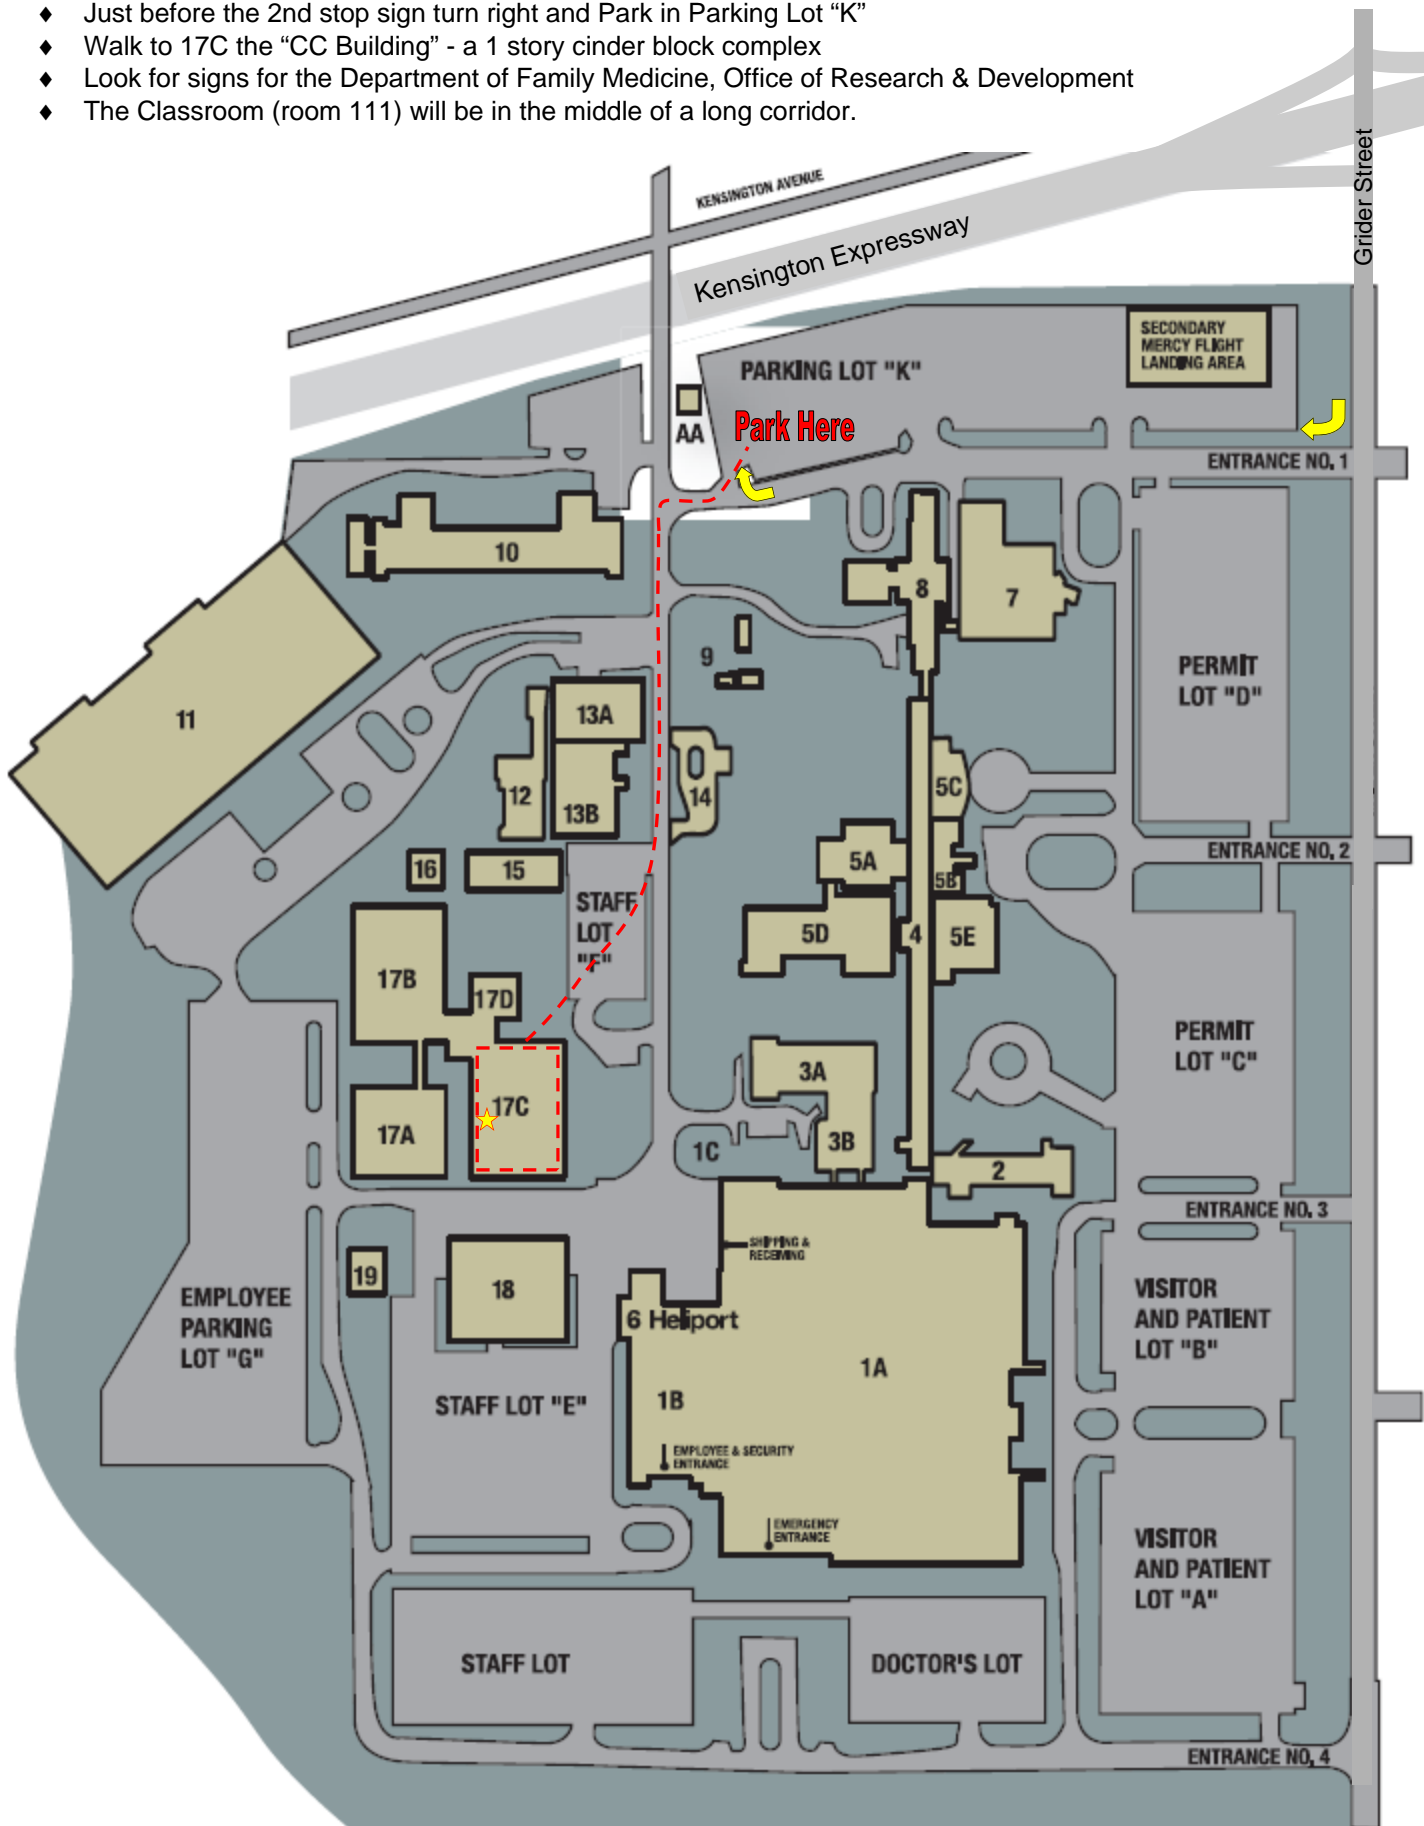 ♦ Just before the 2nd stop sign turn right and Park in Parking Lot “K”
♦ Walk to 17C the “CC Building” - a 1 story cinder block complex
♦ Look for signs for the Department of Family Medicine, Office of Research & Development
♦ The Classroom (room 111) will be in the middle of a long corridor.
KENSINGTON AVENUE
Kensington Expressway
Grider Street
SECONDARY
MERCY FLIGHT
LANDING AREA
PARKING LOT "K"
Park Here
AA
ENTRANCE NO. 1
10
8
7
9
PERMIT
LOT "D"
11
13A
12
13B
14
5C
5A
5B
ENTRANCE NO. 2
16
15
STAFF
LOT
"F"
5D
4
5E
17B
17D
PERMIT
LOT "C"
3A
17C
17A
3B
1C
2
ENTRANCE NO. 3
SHIPPING &
RECEIVING
19
18
EMPLOYEE
PARKING
LOT "G"
VISITOR
AND PATIENT
LOT "B"
6 Heliport
1A
1B
STAFF LOT "E"
EMPLOYEE & SECURITY
ENTRANCE
EMERGENCY
ENTRANCE
VISITOR
AND PATIENT
LOT "A"
STAFF LOT
DOCTOR'S LOT
ENTRANCE NO. 4